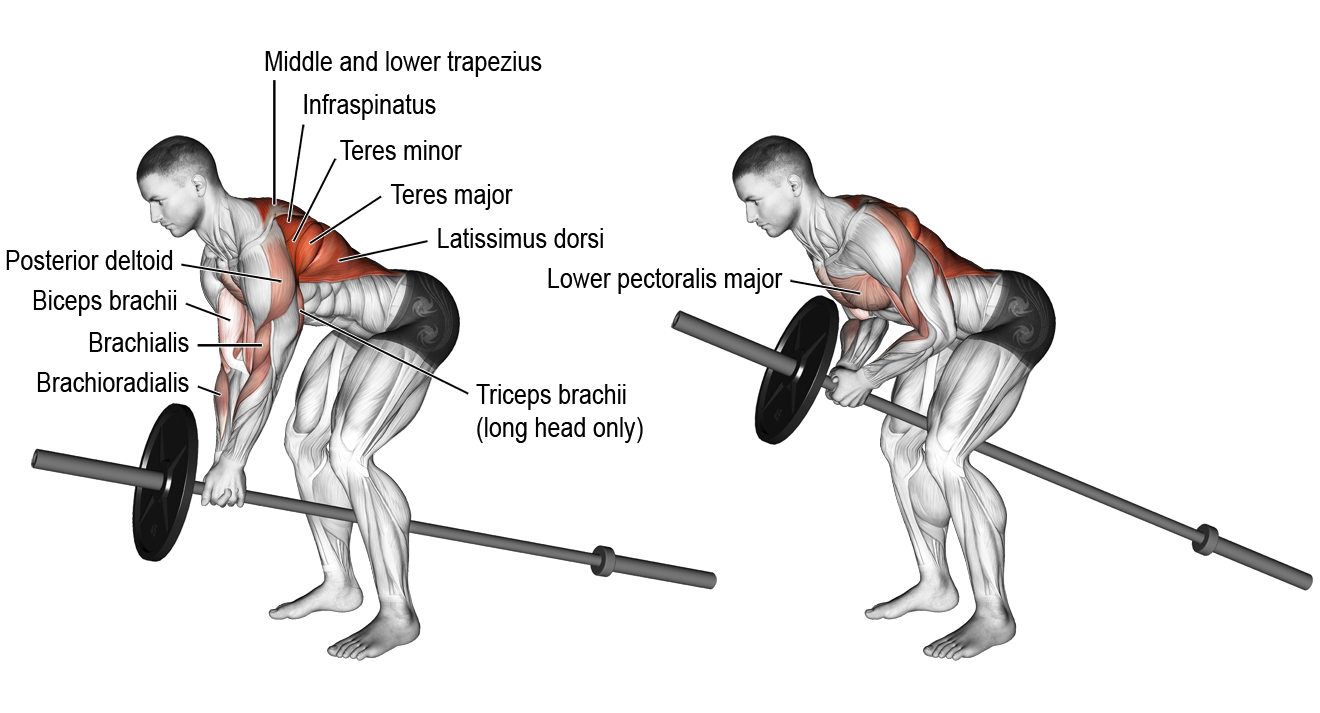 Middle and lower trapezius
Infraspinatus
Teres minor
Teres major
Latissimus dorsi
Posterior deltoid
Biceps brachii
Brachialis
Brachioradialis
Triceps brachii
(long head only)
Lower pectoralis major